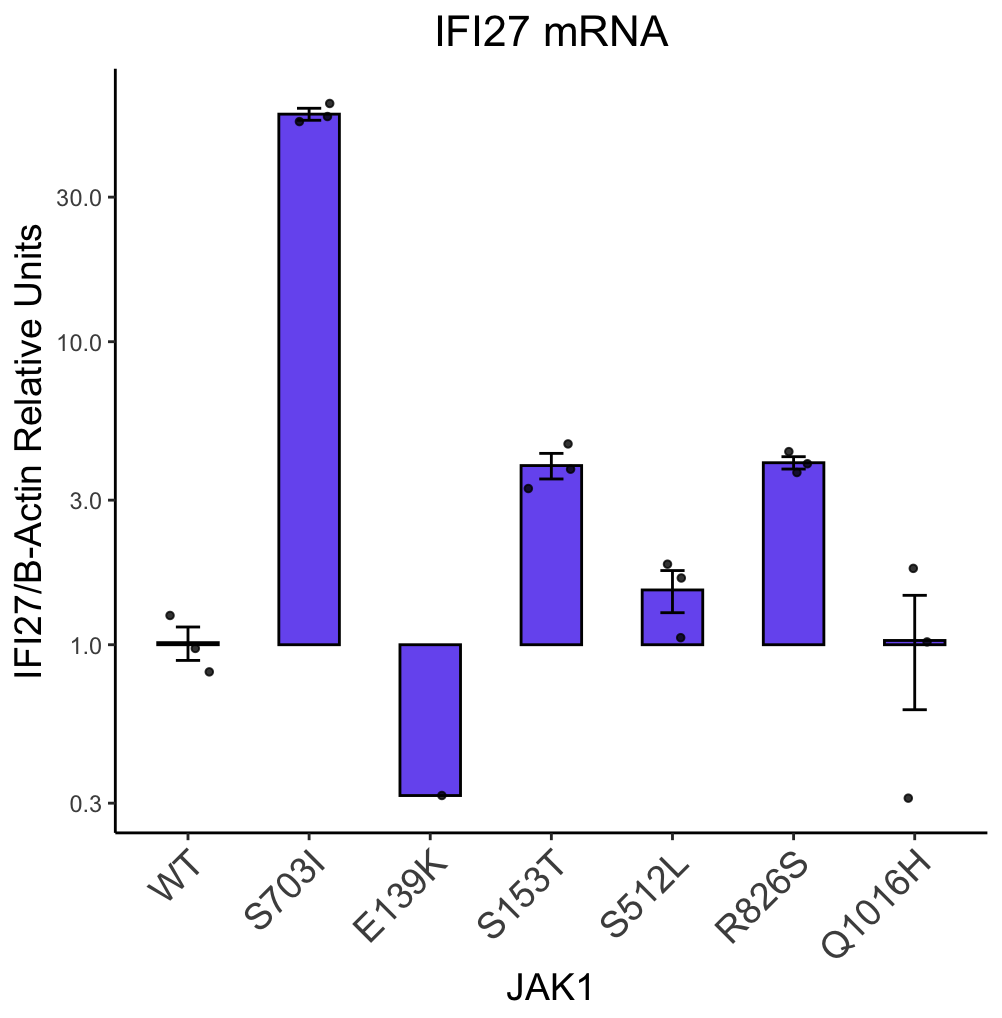 IFI27 mRNA
IFI27/B-Actin Relative Units
30.0
10.0
3.0
1.0
0.3
WT
S703I
E139K
S153T
S512L
R826S
Q1016H
JAK1